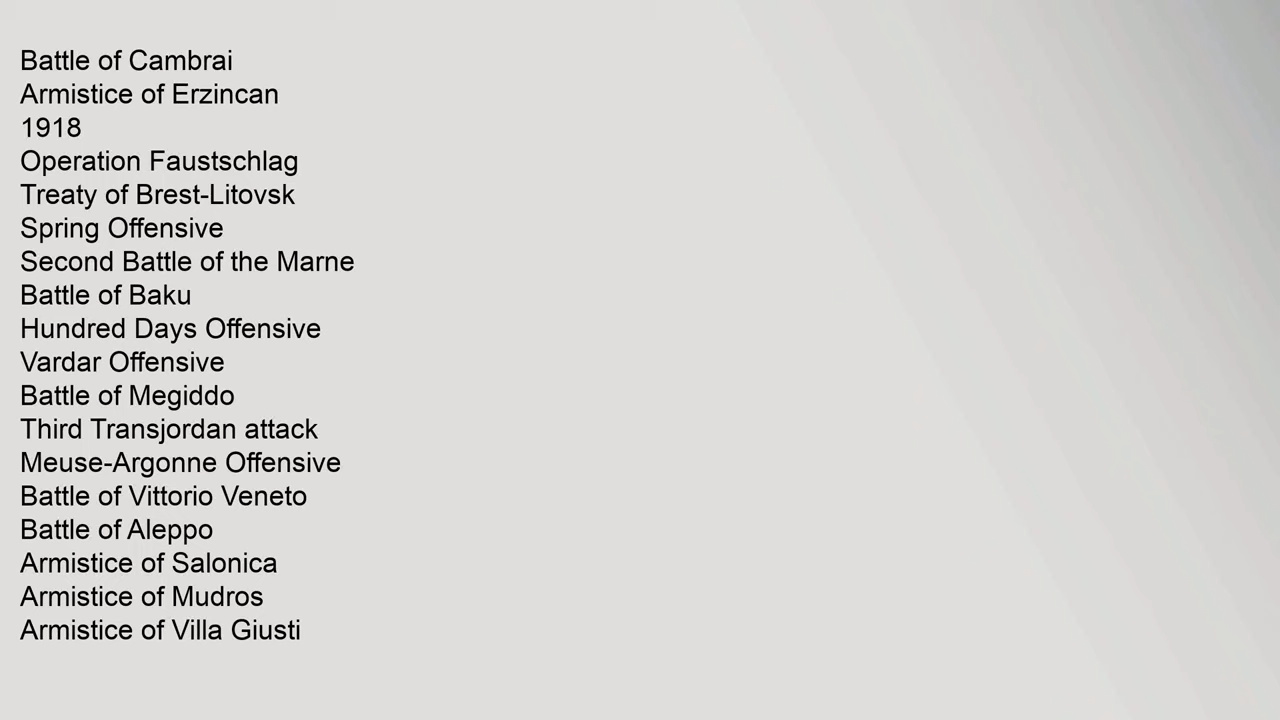 Battle of Cambrai
Armistice of Erzincan
1918
Operation Faustschlag
Treaty of Brest-Litovsk
Spring Offensive
Second Battle of the Marne
Battle of Baku
Hundred Days Offensive
Vardar Offensive
Battle of Megiddo
Third Transjordan attack
Meuse-Argonne Offensive
Battle of Vittorio Veneto
Battle of Aleppo
Armistice of Salonica
Armistice of Mudros
Armistice of Villa Giusti